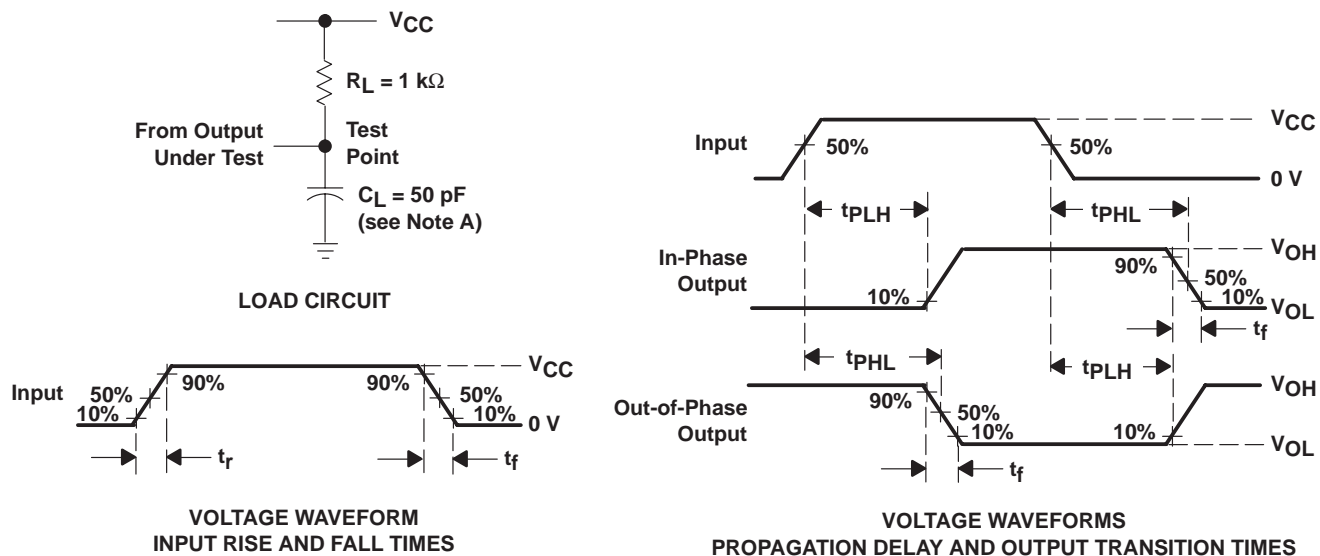 VCC
RL = 1 kΩ
From Output
Under Test
Test
Point
CL = 50 pF
(see Note A)
LOAD CIRCUIT
Input
50%
10%
90%
90%
VCC
50%
10%
0 V
tr
tf
VOLTAGE WAVEFORM
INPUT RISE AND FALL TIMES
Input
50%
50%
VCC
0 V
tPLH
tPHL
In-Phase
Output
10%
90%
VOH
50%
10%
VOL
tf
tPHL
tPLH
Out-of-Phase
Output
90%
50%
10%
10%
VOH
VOL
tf
VOLTAGE WAVEFORMS
PROPAGATION DELAY AND OUTPUT TRANSITION TIMES